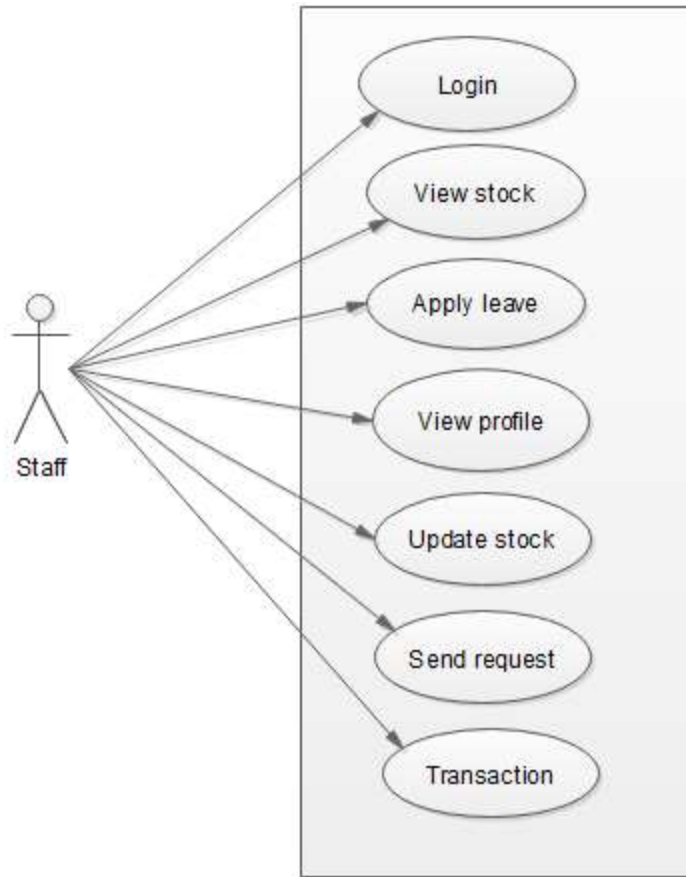 Login
View stock
Apply leave
View profile
Staff
Update stock
Send request
Transaction